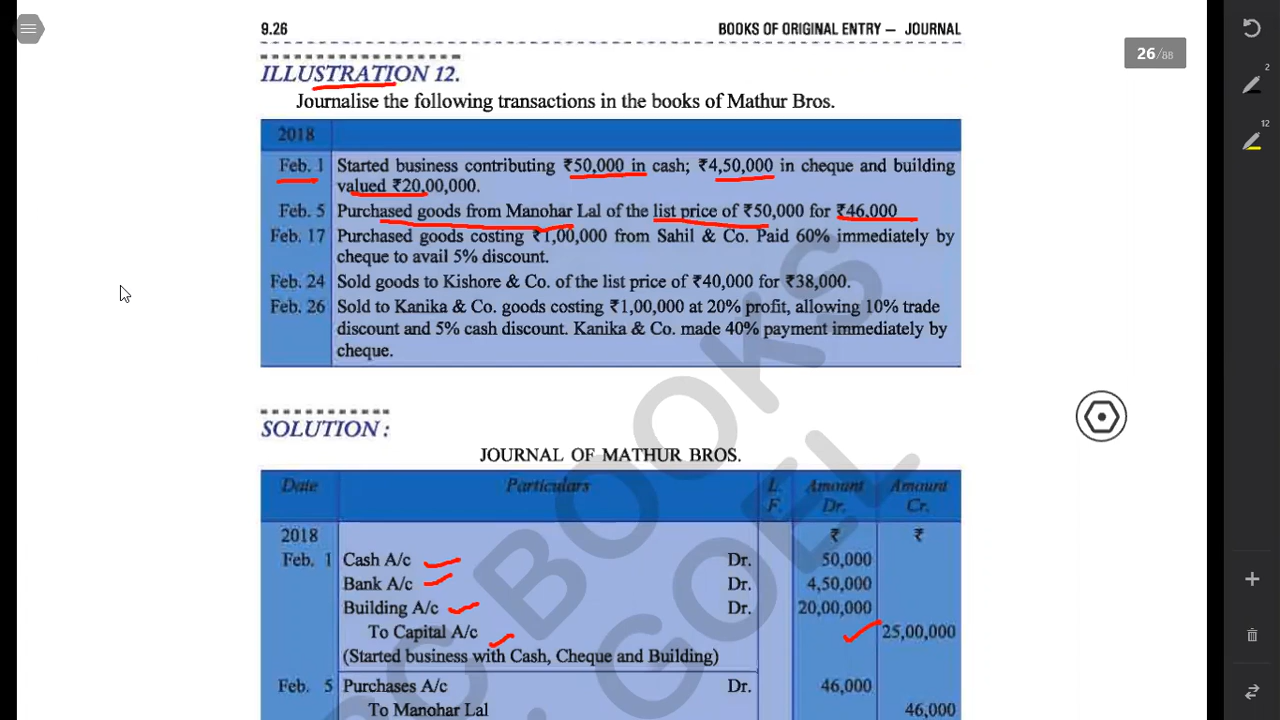 9.26 BOOKS OF ORIGINAL ENTRY — JOURNAL
26/88
ILLUSTRATION 12.
Journalise the following transactions in the books of Mathur Bros.
2018
Feb. 1 Started business contributing ₹50,000 in cash; ₹4,50,000 in cheque and building
valued ₹20,00,000.
Feb. 5 Purchased goods from Manohar Lal of the list price of ₹50,000 for ₹46,000
Feb. 17 Purchased goods costing ₹1,00,000 from Sahil & Co. Paid 60% immediately by
cheque to avail 5% discount.
Feb. 24 Sold goods to Kishore & Co. of the list price of ₹40,000 for ₹38,000.
Feb. 26 Sold to Kanika & Co. goods costing ₹1,00,000 at 20% profit, allowing 10% trade
discount and 5% cash discount. Kanika & Co. made 40% payment immediately by
cheque.
SOLUTION :
JOURNAL OF MATHUR BROS.
Date Particulars L. F. Amount Dr. Amount Cr.
2018 ₹ ₹
Feb. 1 Cash A/c Dr. 50,000
Bank A/c Dr. 4,50,000
Building A/c Dr. 20,00,000
To Capital A/c 25,00,000
(Started business with Cash, Cheque and Building)
Feb. 5 Purchases A/c Dr. 46,000
To Manohar Lal 46,000
2
12
BOOKS
GOEL